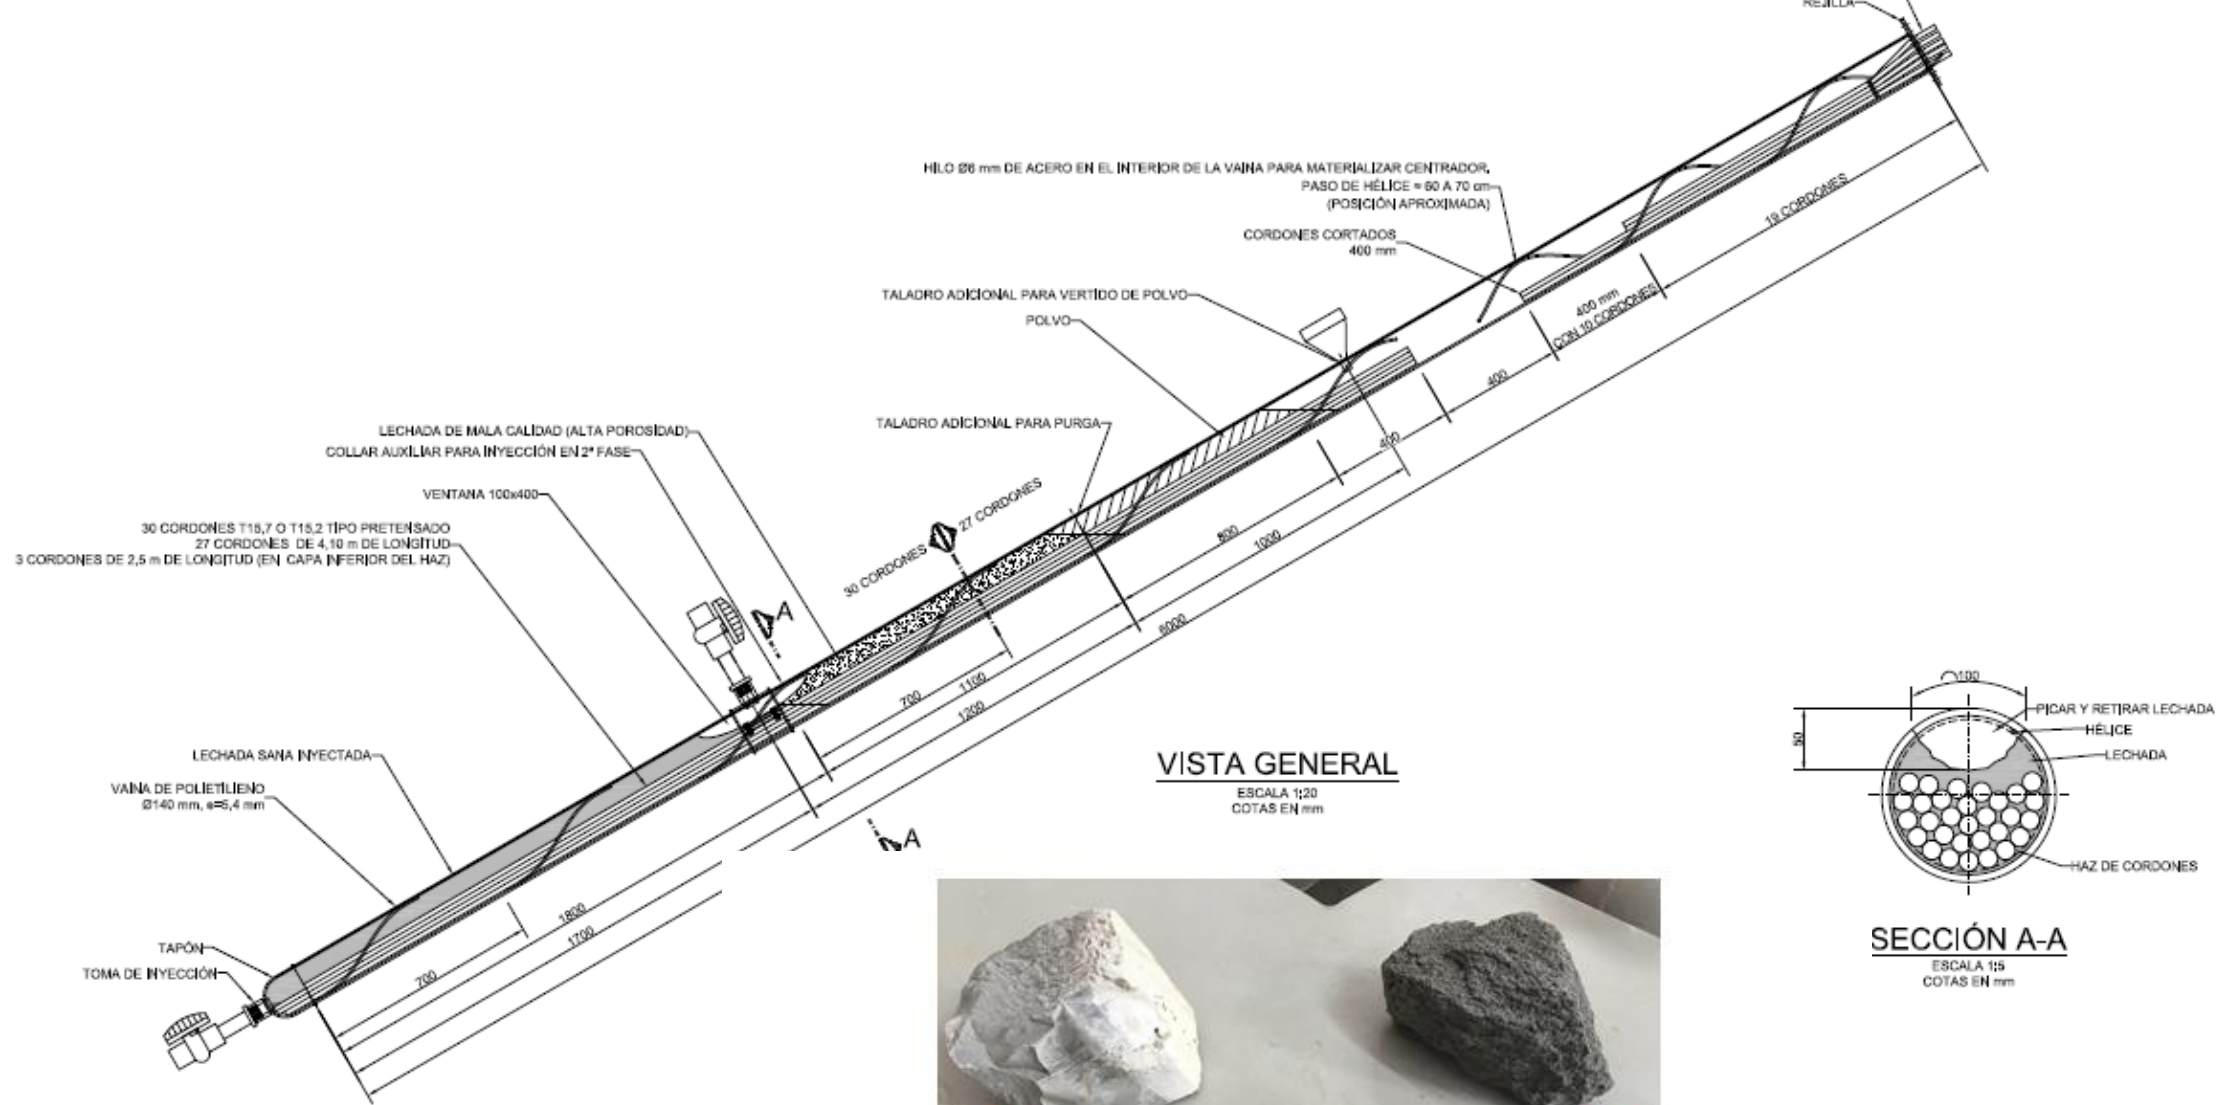 REJILLA
HILO Ø6 mm DE ACERO EN EL INTERIOR DE LA VAINA PARA MATERIALIZAR CENTRADOR.
PASO DE HÉLICE ≈ 60 A 70 cm
(POSICIÓN APROXIMADA)
CORDONES CORTADOS
400 mm
19 CORDONES
TALADRO ADICIONAL PARA VERTIDO DE POLVO
POLVO
400 mm
CON 10 CORDONES
400
TALADRO ADICIONAL PARA PURGA
400
LECHADA DE MALA CALIDAD (ALTA POROSIDAD)
COLLAR AUXILIAR PARA INYECCIÓN EN 2ª FASE
VENTANA 100x400
30 CORDONES T15,7 O T15,2 TIPO PRETENSADO
27 CORDONES DE 4,10 m DE LONGITUD
3 CORDONES DE 2,5 m DE LONGITUD (EN CAPA INFERIOR DEL HAZ)
30 CORDONES
27 CORDONES
800
1000
6000
A
700
1100
1200
LECHADA SANA INYECTADA
VAINA DE POLIETILIENO
Ø140 mm, e=5,4 mm
VISTA GENERAL
ESCALA 1:20
COTAS EN mm
A
TAPÓN
TOMA DE INYECCIÓN
700
1800
1700
100
50
PICAR Y RETIRAR LECHADA
HÉLICE
LECHADA
HAZ DE CORDONES
SECCIÓN A-A
ESCALA 1:5
COTAS EN mm